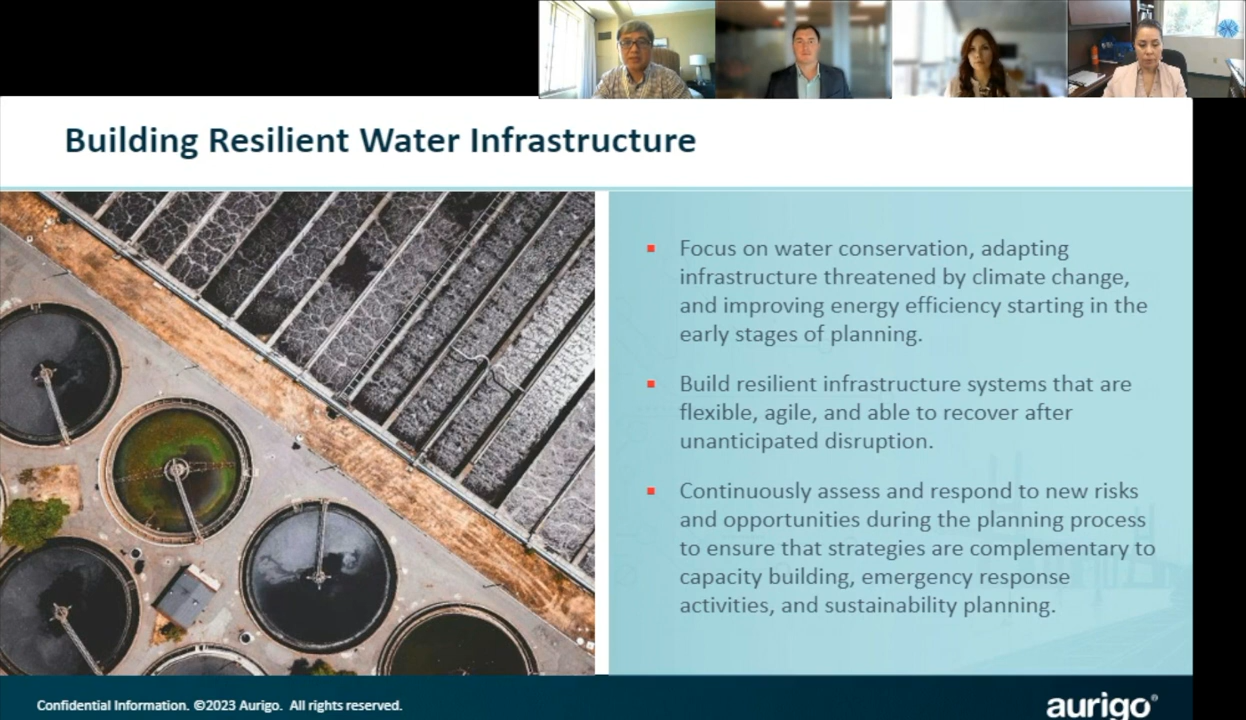 Building Resilient Water Infrastructure
Focus on water conservation, adapting
infrastructure threatened by climate change,
and improving energy efficiency starting in the
early stages of planning.
Build resilient infrastructure systems that are
flexible, agile, and able to recover after
unanticipated disruption.
Continuously assess and respond to new risks
and opportunities during the planning process
to ensure that strategies are complementary to
capacity building, emergency response
activities, and sustainability planning.
Confidential Information. ©2023 Aurigo. All rights reserved.
aurigo®